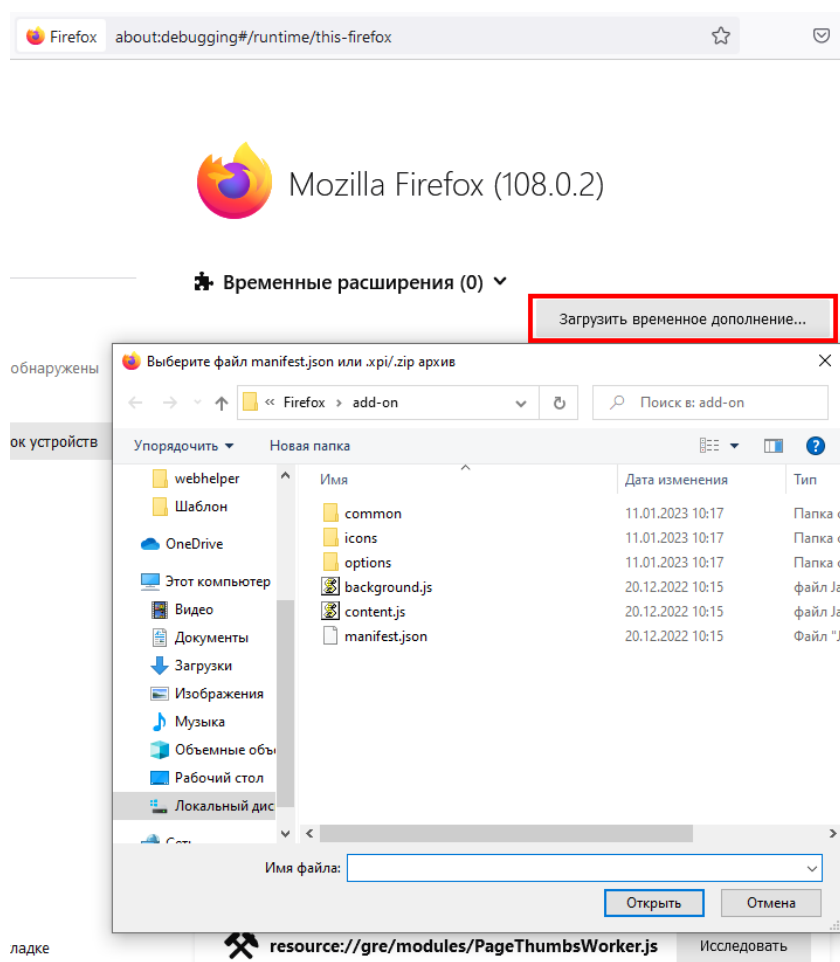 Firefox about:debugging#/runtime/this-firefox
Mozilla Firefox (108.0.2)
Временные расширения (0)
Загрузить временное дополнение...
обнаружены
ок устройств
Выберите файл manifest.json или .xpi/.zip архив
« Firefox › add-on
Поиск в: add-on
Упорядочить Новая папка
webhelper
Шаблон
OneDrive
Этот компьютер
Видео
Документы
Загрузки
Изображения
Музыка
Объемные объ
Рабочий стол
Локальный дис
Имя Дата изменения Тип
common 11.01.2023 10:17 Папка с
icons 11.01.2023 10:17 Папка с
options 11.01.2023 10:17 Папка с
background.js 20.12.2022 10:15 файл Ja
content.js 20.12.2022 10:15 файл Ja
manifest.json 20.12.2022 10:15 Файл "J
Имя файла:
Открыть Отмена
ладке
resource://gre/modules/PageThumbsWorker.js Исследовать